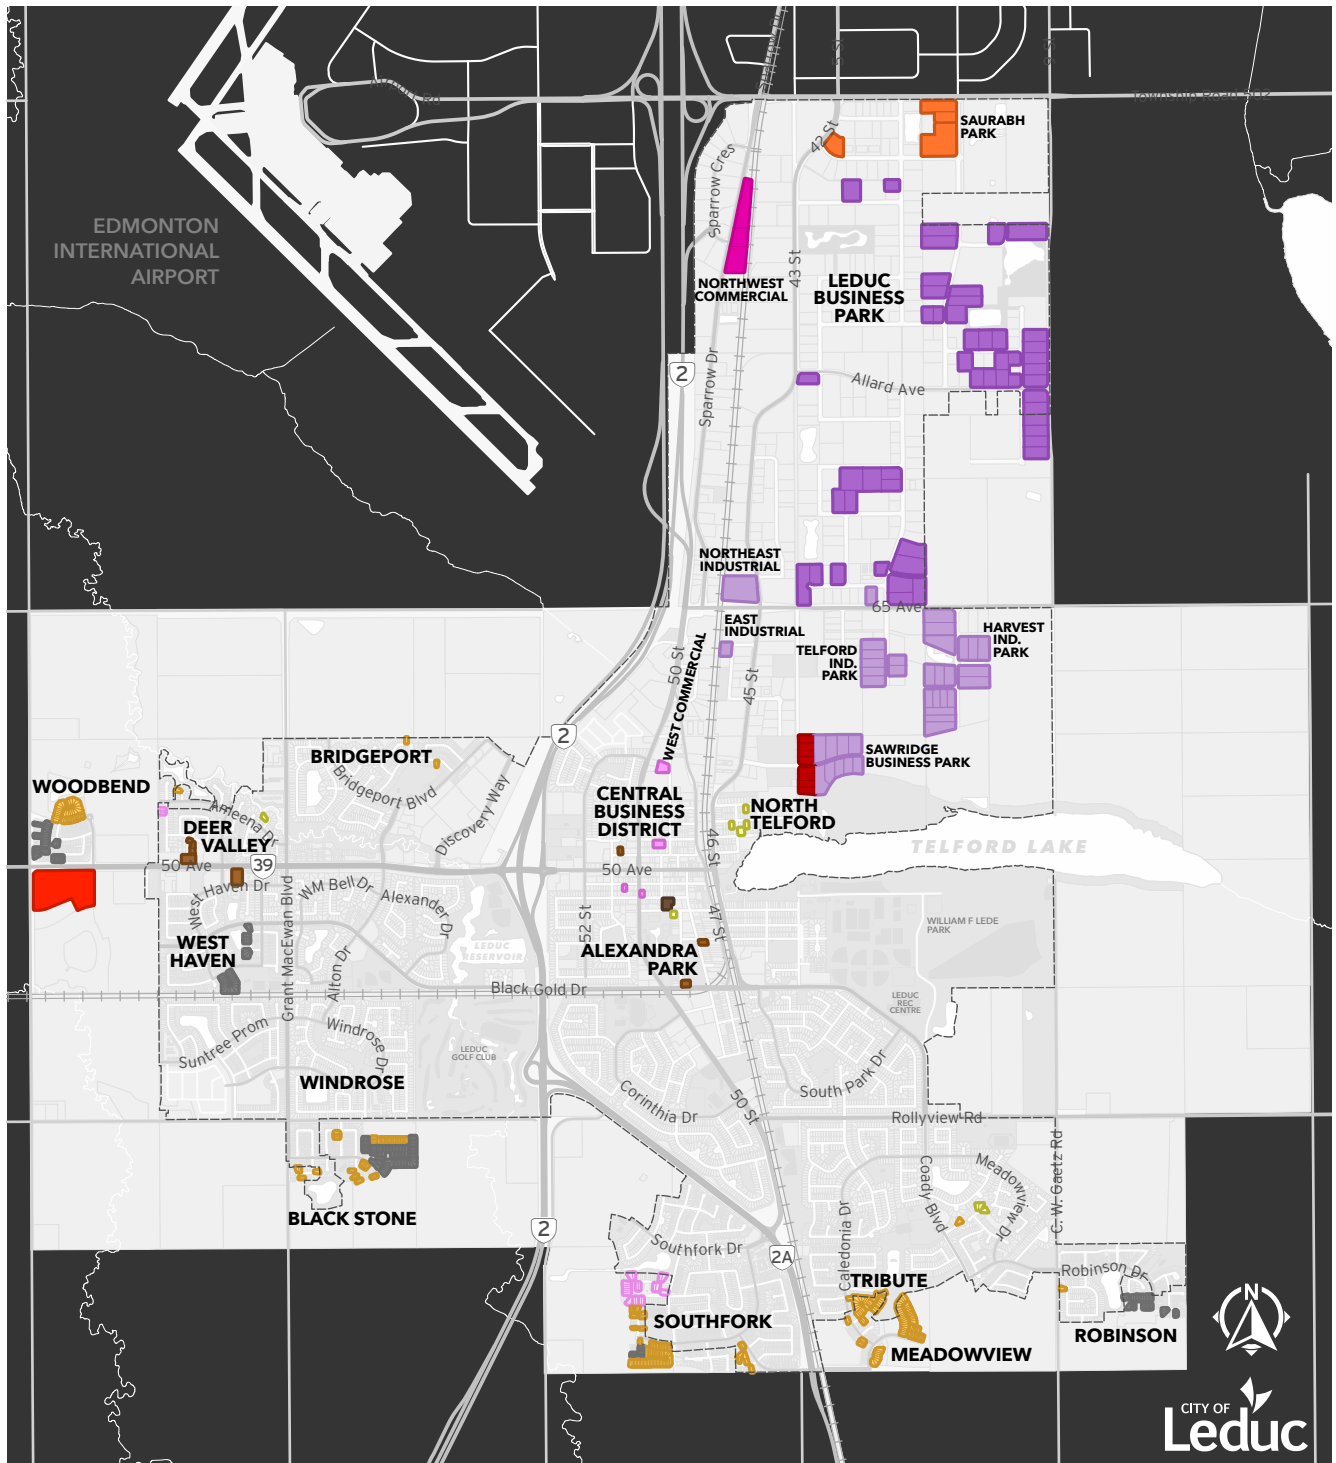 Airport Rd
Sparrow Dr
Township Road 502
42 St
SAURABH
PARK
Sparrow Cres
EDMONTON
INTERNATIONAL
AIRPORT
43 St
NORTHWEST
COMMERCIAL
LEDUC
BUSINESS
PARK
2
Sparrow Dr
Allard Ave
NORTHEAST
INDUSTRIAL
65 Ave
EAST
INDUSTRIAL
HARVEST
IND.
PARK
TELFORD
IND.
PARK
50 St
WEST COMMERCIAL
45 St
2
SAWRIDGE
BUSINESS PARK
BRIDGEPORT
Bridgeport Blvd
Discovery Way
WOODBEND
Ameena Dr
DEER
VALLEY
CENTRAL
BUSINESS
DISTRICT
NORTH
TELFORD
46 St
TELFORD LAKE
50 Ave
39
50 Ave
West Haven Dr
WM Bell Dr
Alexander Dr
Grant MacEwan Blvd
47 St
52 St
WILLIAM F LEDE
PARK
WEST
HAVEN
LEDUC
RESERVOIR
ALEXANDRA
PARK
Alton Dr
Black Gold Dr
LEDUC
REC
CENTRE
Suntree Prom
Windrose Dr
LEDUC
GOLF CLUB
WINDROSE
South Park Dr
Corinthia Dr
50 St
Rollyview Rd
C. W. Gaetz Rd
Coady Blvd
Meadowview Dr
BLACK STONE
2
Caledonia Dr
Southfork Dr
2A
Robinson Dr
TRIBUTE
SOUTHFORK
N
ROBINSON
MEADOWVIEW
CITY OF
Leduc